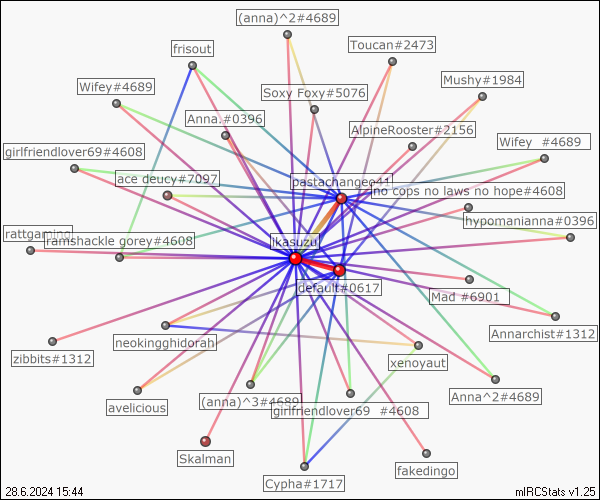 (anna)^2#4689
frisout
Toucan#2473
Wifey#4689
Soxy Foxy#5076
Mushy#1984
Anna.#0396
AlpineRooster#2156
Wifey  #4689
girlfriendlover69#4608
ace deucy#7097
pastachangee41
no cops no laws no hope#4608
hypomanianna#0396
rattgaming
ramshackle gorey#4608
ikasuzu
default#0617
Mad #6901
Annarchist#1312
neokingghidorah
zibbits#1312
xenoyaut
avelicious
(anna)^3#4689
girlfriendlover69  #4608
Anna^2#4689
Skalman
Cypha#1717
fakedingo
28.6.2024 15:44
mIRCStats v1.25